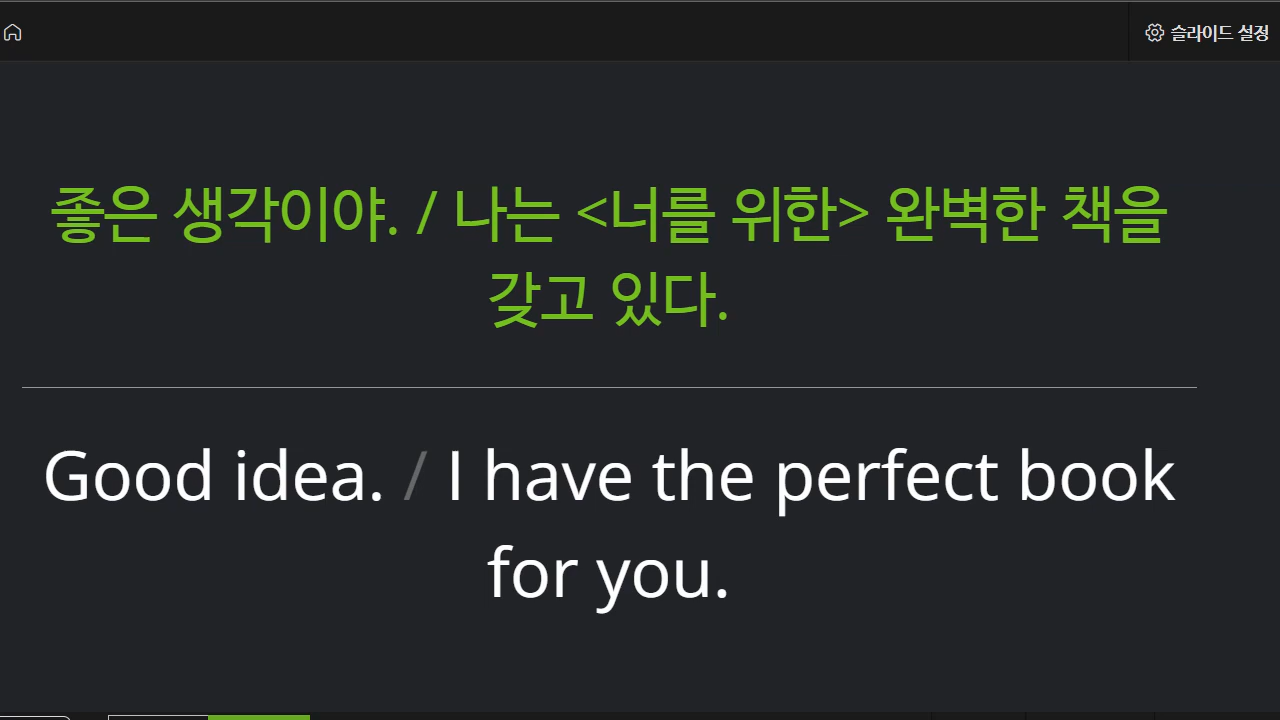 슬라이드 설정
좋은 생각이야. / 나는 <너를 위한> 완벽한 책을
갖고 있다.
Good idea. / I have the perfect book
for you.